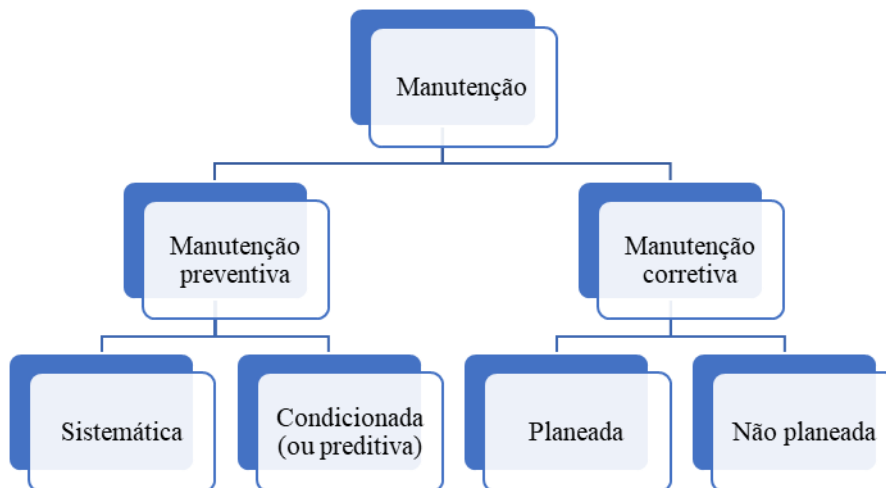 Manutenção
Manutenção
preventiva
Manutenção
corretiva
Sistemática
Condicionada
(ou preditiva)
Planeada
Não planeada